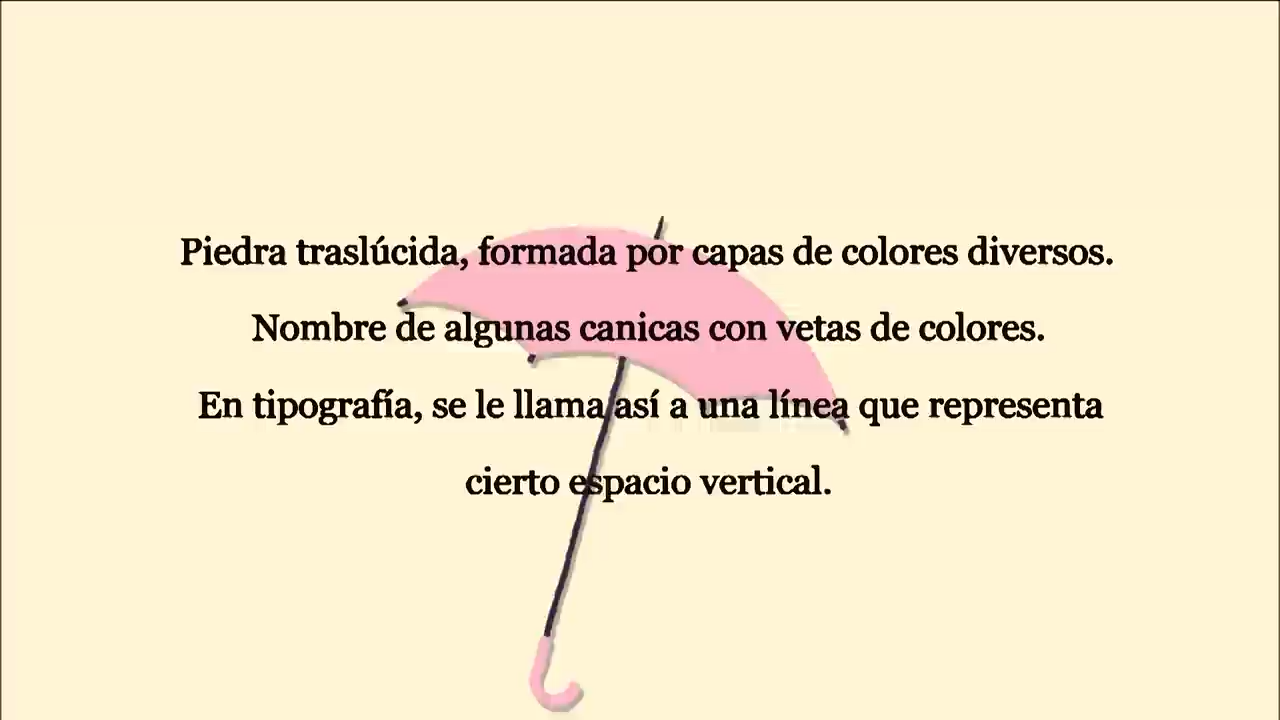 Piedra traslúcida, formada por capas de colores diversos.
Nombre de algunas canicas con vetas de colores.
En tipografía, se le llama así a una línea que representa
cierto espacio vertical.